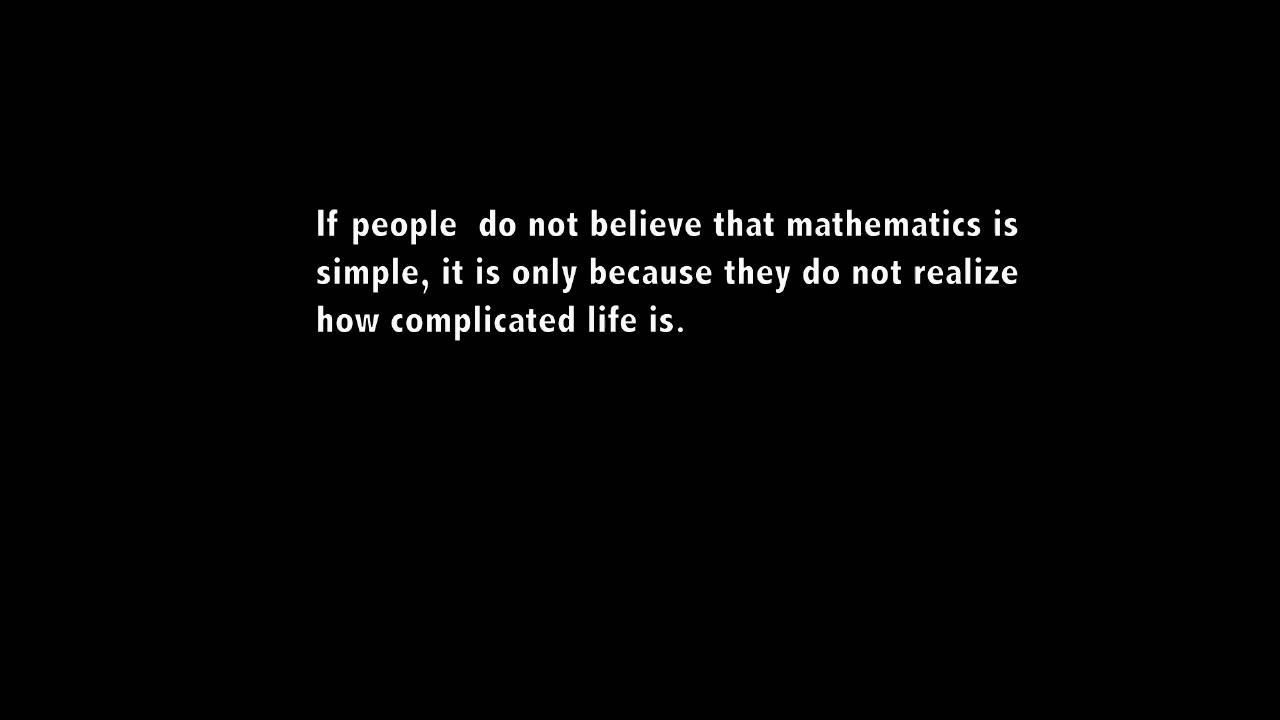 If people  do not believe that mathematics is
simple, it is only because they do not realize
how complicated life is.